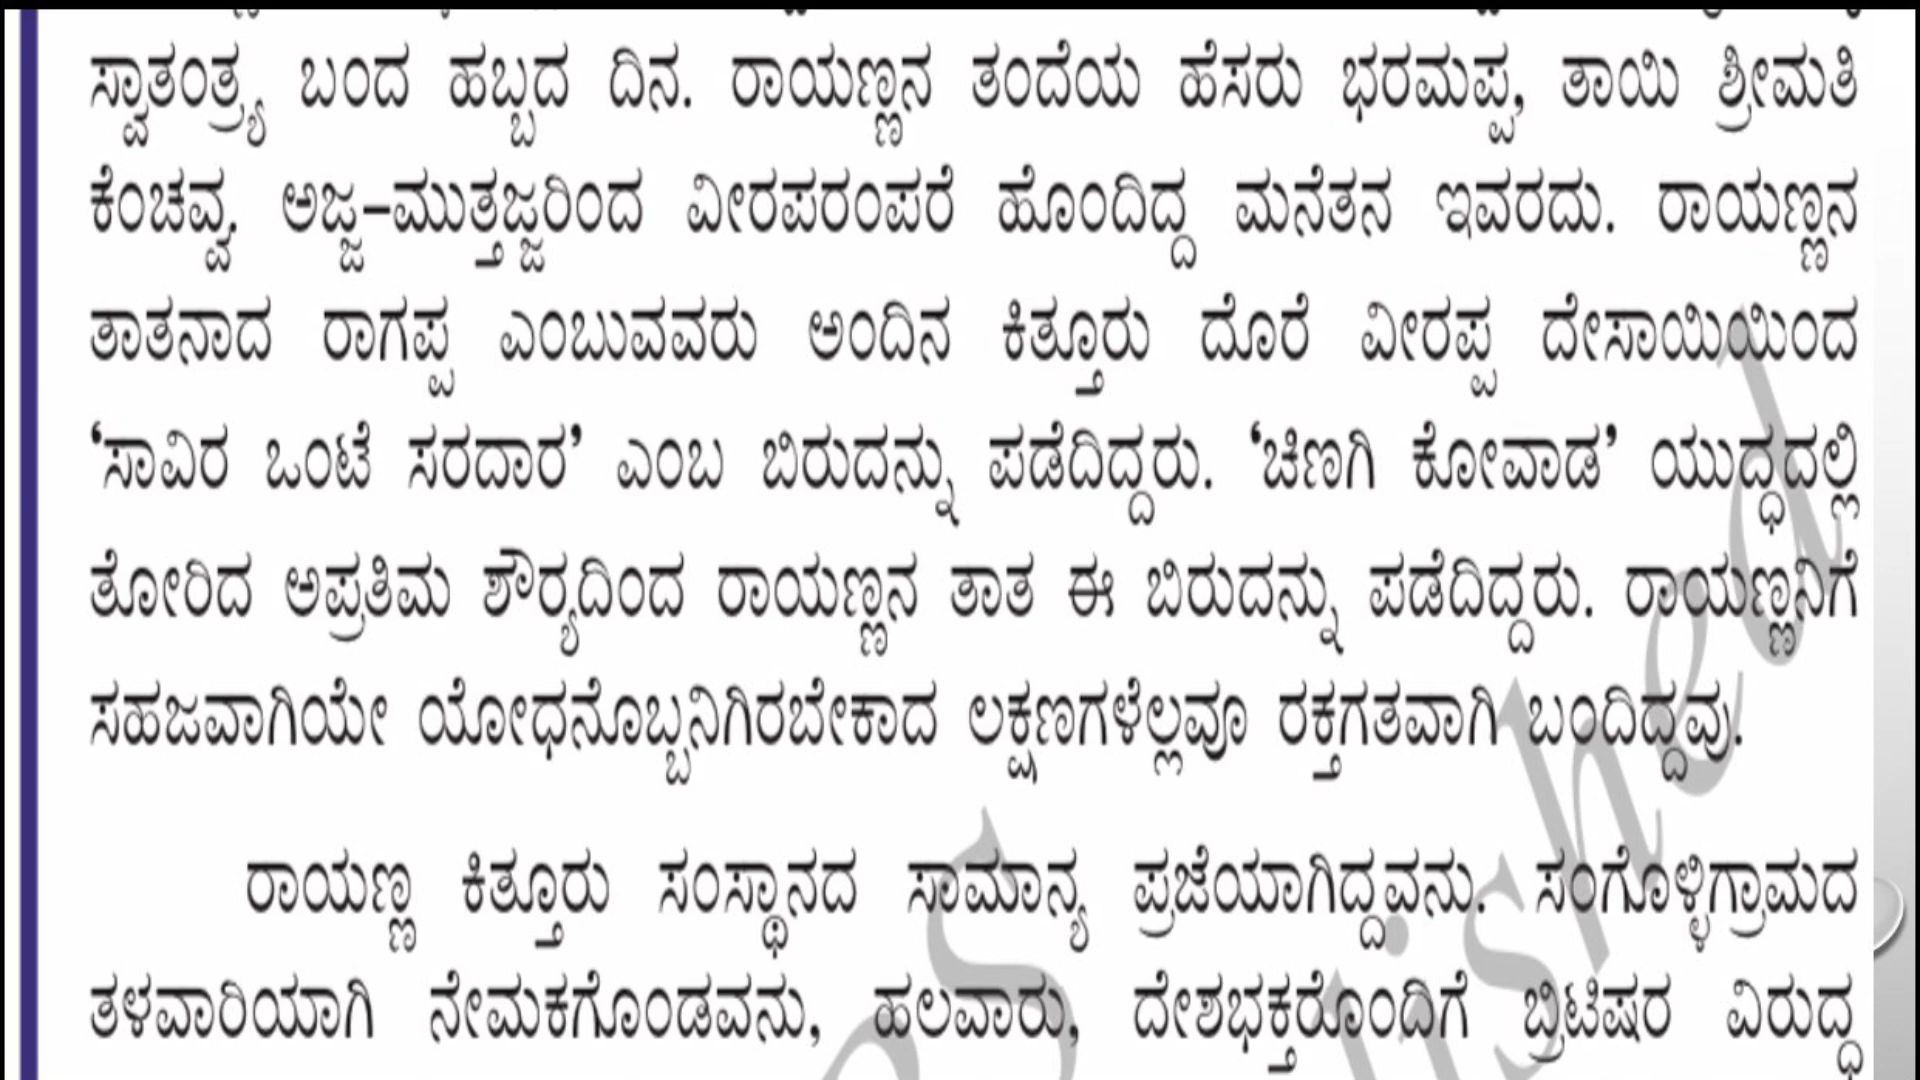 ಸ್ವಾತಂತ್ರ್ಯ ಬಂದ ಹಬ್ಬದ ದಿನ. ರಾಯಣ್ಣನ ತಂದೆಯ ಹೆಸರು ಭರಮಪ್ಪ, ತಾಯಿ ಶ್ರೀಮತಿ
ಕೆಂಚವ್ವ. ಅಜ್ಜ–ಮುತ್ತಜ್ಜರಿಂದ ವೀರಪರಂಪರೆ ಹೊಂದಿದ್ದ ಮನೆತನ ಇವರದು. ರಾಯಣ್ಣನ
ತಾತನಾದ ರಾಗಪ್ಪ ಎಂಬುವವರು ಅಂದಿನ ಕಿತ್ತೂರು ದೊರೆ ವೀರಪ್ಪ ದೇಸಾಯಿಯಿಂದ
‘ಸಾವಿರ ಒಂಟೆ ಸರದಾರ’ ಎಂಬ ಬಿರುದನ್ನು ಪಡೆದಿದ್ದರು. ‘ಚಿಣಗಿ ಕೋವಾಡ’ ಯುದ್ಧದಲ್ಲಿ
ತೋರಿದ ಅಪ್ರತಿಮ ಶೌರ‍್ಯದಿಂದ ರಾಯಣ್ಣನ ತಾತ ಈ ಬಿರುದನ್ನು ಪಡೆದಿದ್ದರು. ರಾಯಣ್ಣನಿಗೆ
ಸಹಜವಾಗಿಯೇ ಯೋಧನೊಬ್ಬನಿಗಿರಬೇಕಾದ ಲಕ್ಷಣಗಳೆಲ್ಲವೂ ರಕ್ತಗತವಾಗಿ ಬಂದಿದ್ದವು.
ರಾಯಣ್ಣ ಕಿತ್ತೂರು ಸಂಸ್ಥಾನದ ಸಾಮಾನ್ಯ ಪ್ರಜೆಯಾಗಿದ್ದವನು. ಸಂಗೊಳ್ಳಿಗ್ರಾಮದ
ತಳವಾರಿಯಾಗಿ ನೇಮಕಗೊಂಡವನು, ಹಲವಾರು, ದೇಶಭಕ್ತರೊಂದಿಗೆ ಬ್ರಿಟಿಷರ ವಿರುದ್ಧ